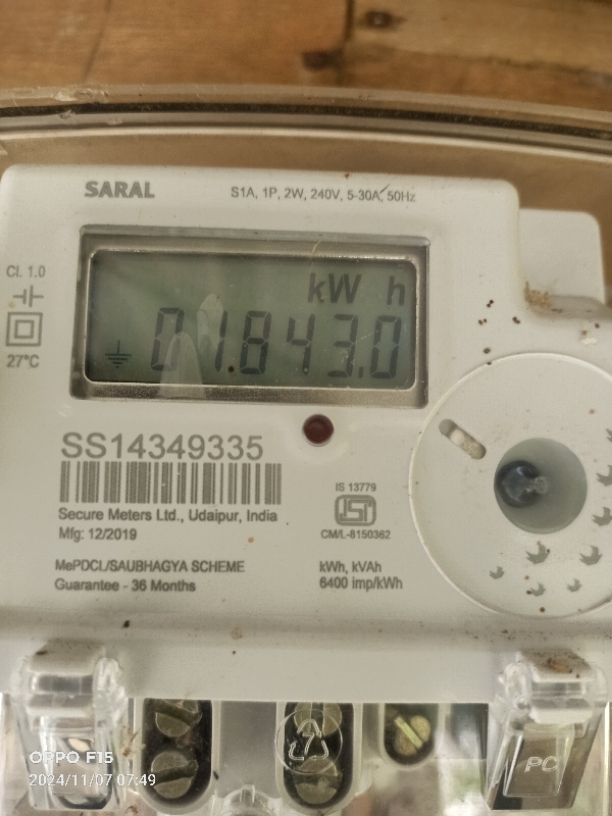 SARAL
S1A, 1P, 2W, 240V, 5-30A, 50Hz
Cl. 1.0
27°C
kW h
01843.0
SS14349335
Secure Meters Ltd., Udaipur, India
Mfg: 12/2019
IS 13779
CM/L-8150362
MePDCL/SAUBHAGYA SCHEME
Guarantee - 36 Months
kWh, kVAh
6400 imp/kWh
PC
OPPO F15
2024/11/07 07:49